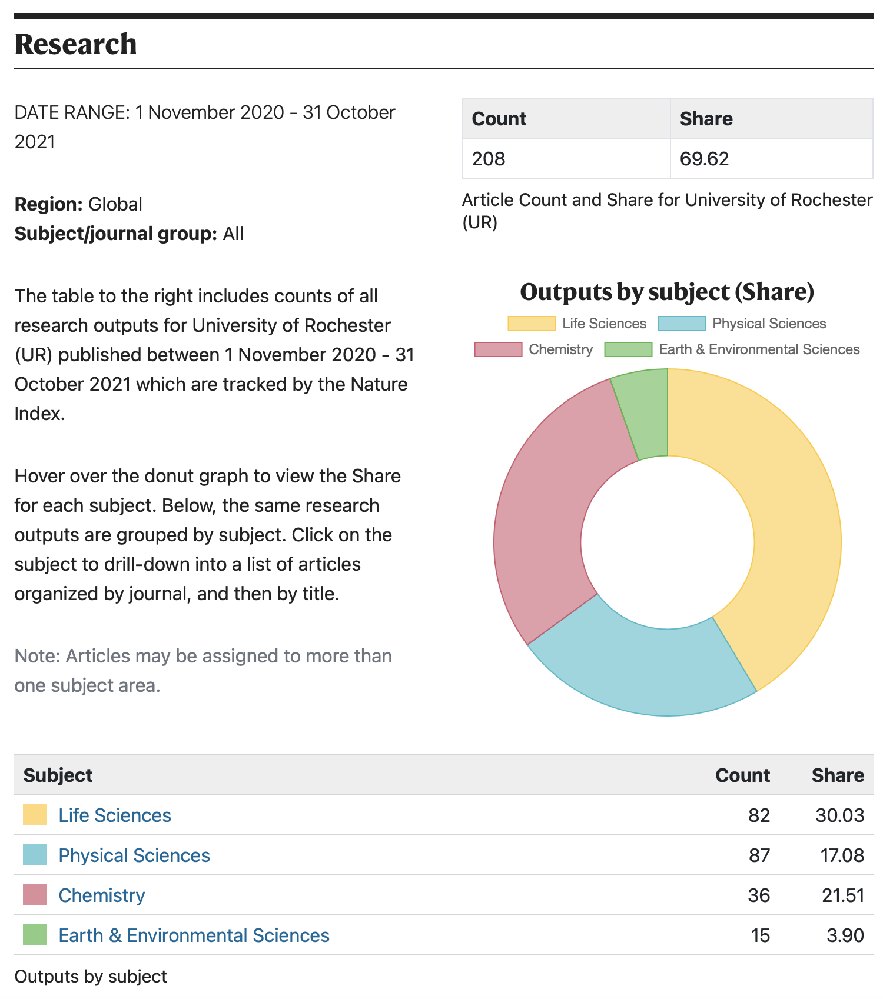 Research
DATE RANGE: 1 November 2020 - 31 October
2021
Region: Global
Subject/journal group: All
The table to the right includes counts of all
research outputs for University of Rochester
(UR) published between 1 November 2020 - 31
October 2021 which are tracked by the Nature
Index.
Hover over the donut graph to view the Share
for each subject. Below, the same research
outputs are grouped by subject. Click on the
subject to drill-down into a list of articles
organized by journal, and then by title.
Note: Articles may be assigned to more than
one subject area.
Count Share
208 69.62
Article Count and Share for University of Rochester
(UR)
Outputs by subject (Share)
Life Sciences Physical Sciences
Chemistry Earth & Environmental Sciences
Subject Count Share
Life Sciences 82 30.03
Physical Sciences 87 17.08
Chemistry 36 21.51
Earth & Environmental Sciences 15 3.90
Outputs by subject